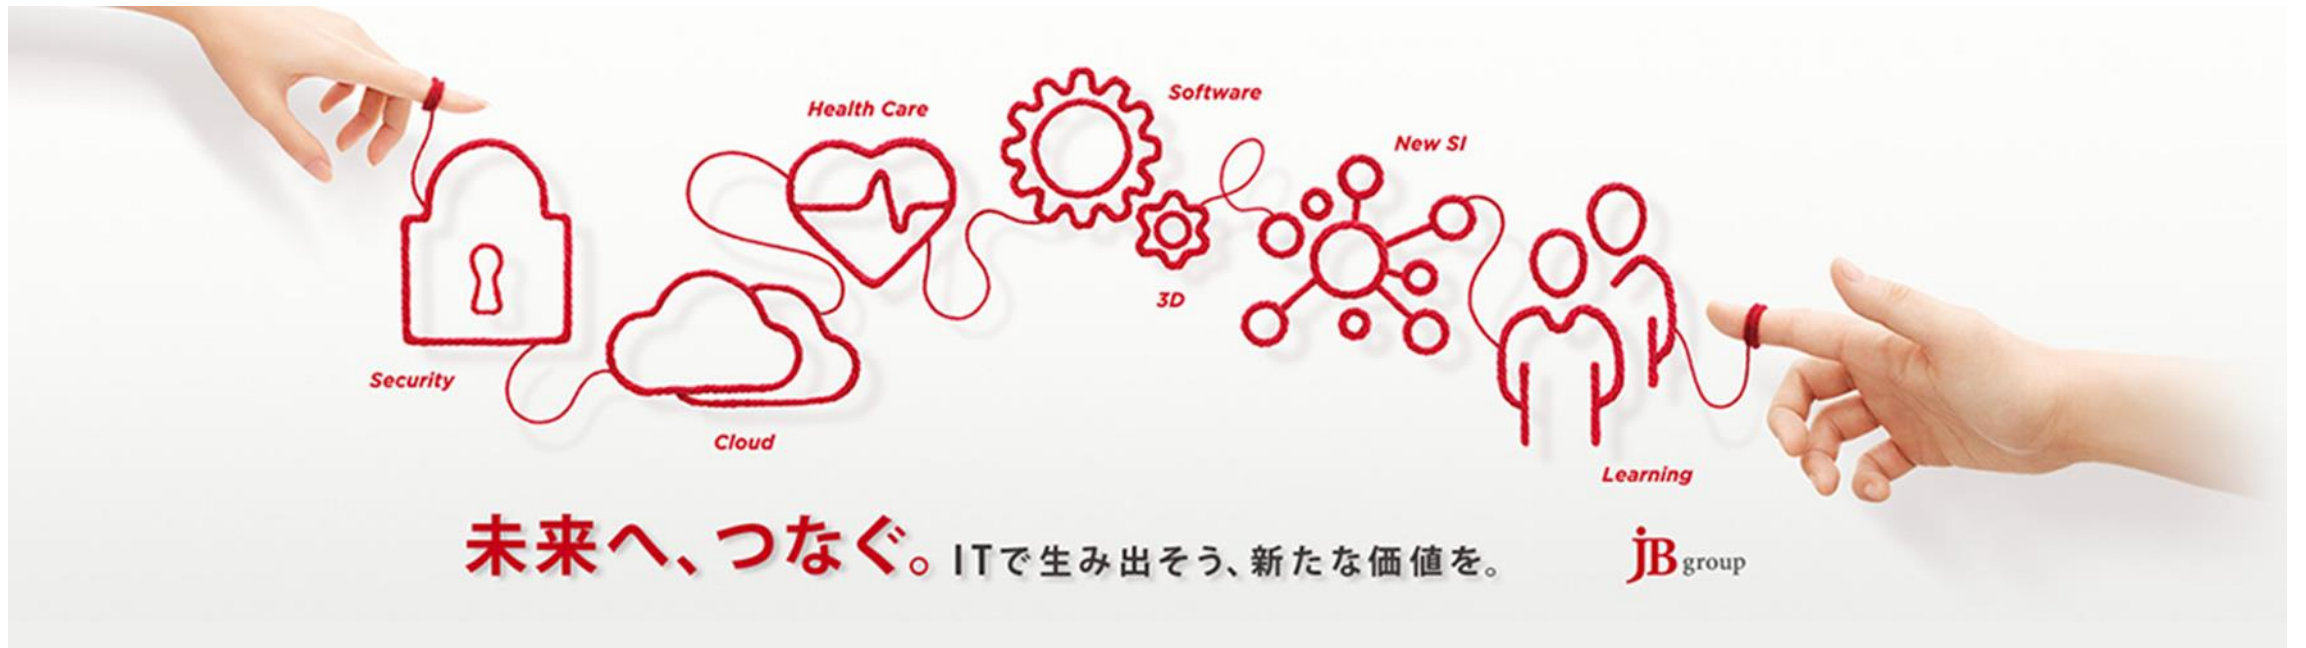 Software
Health Care
New SI
3D
Security
Cloud
Learning
未来へ、つなぐ。ITで生み出そう、新たな価値を。
JB group